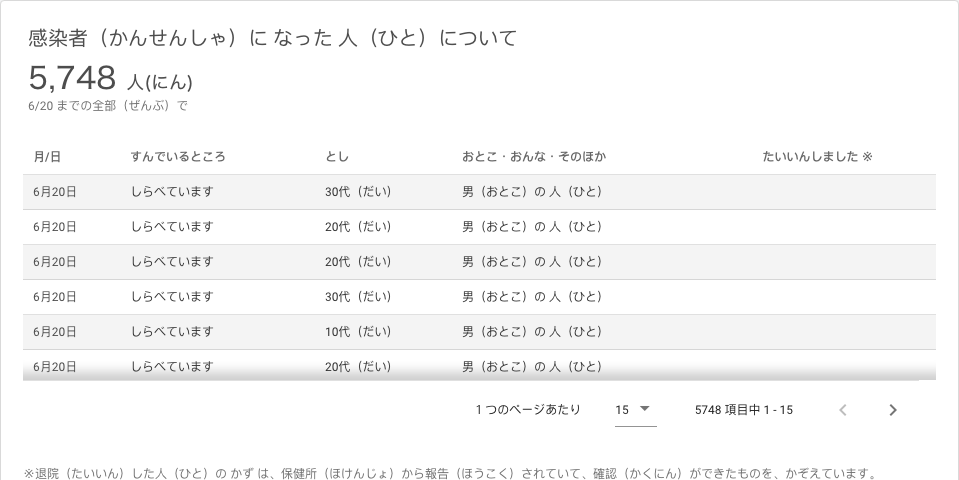 感染者（かんせんしゃ）に なった 人（ひと）について
5,748 人(にん)
6/20 までの全部（ぜんぶ）で
月/日 すんでいるところ とし おとこ・おんな・そのほか たいいんしました ※
6月20日 しらべています 30代（だい） 男（おとこ）の 人（ひと）
6月20日 しらべています 20代（だい） 男（おとこ）の 人（ひと）
6月20日 しらべています 20代（だい） 男（おとこ）の 人（ひと）
6月20日 しらべています 30代（だい） 男（おとこ）の 人（ひと）
6月20日 しらべています 10代（だい） 男（おとこ）の 人（ひと）
6月20日 しらべています 20代（だい） 男（おとこ）の 人（ひと）
1 つのページあたり 15 5748 項目中 1 - 15
※退院（たいいん）した人（ひと）の かず は、保健所（ほけんじょ）から報告（ほうこく）されていて、確認（かくにん）ができたものを、かぞえています。